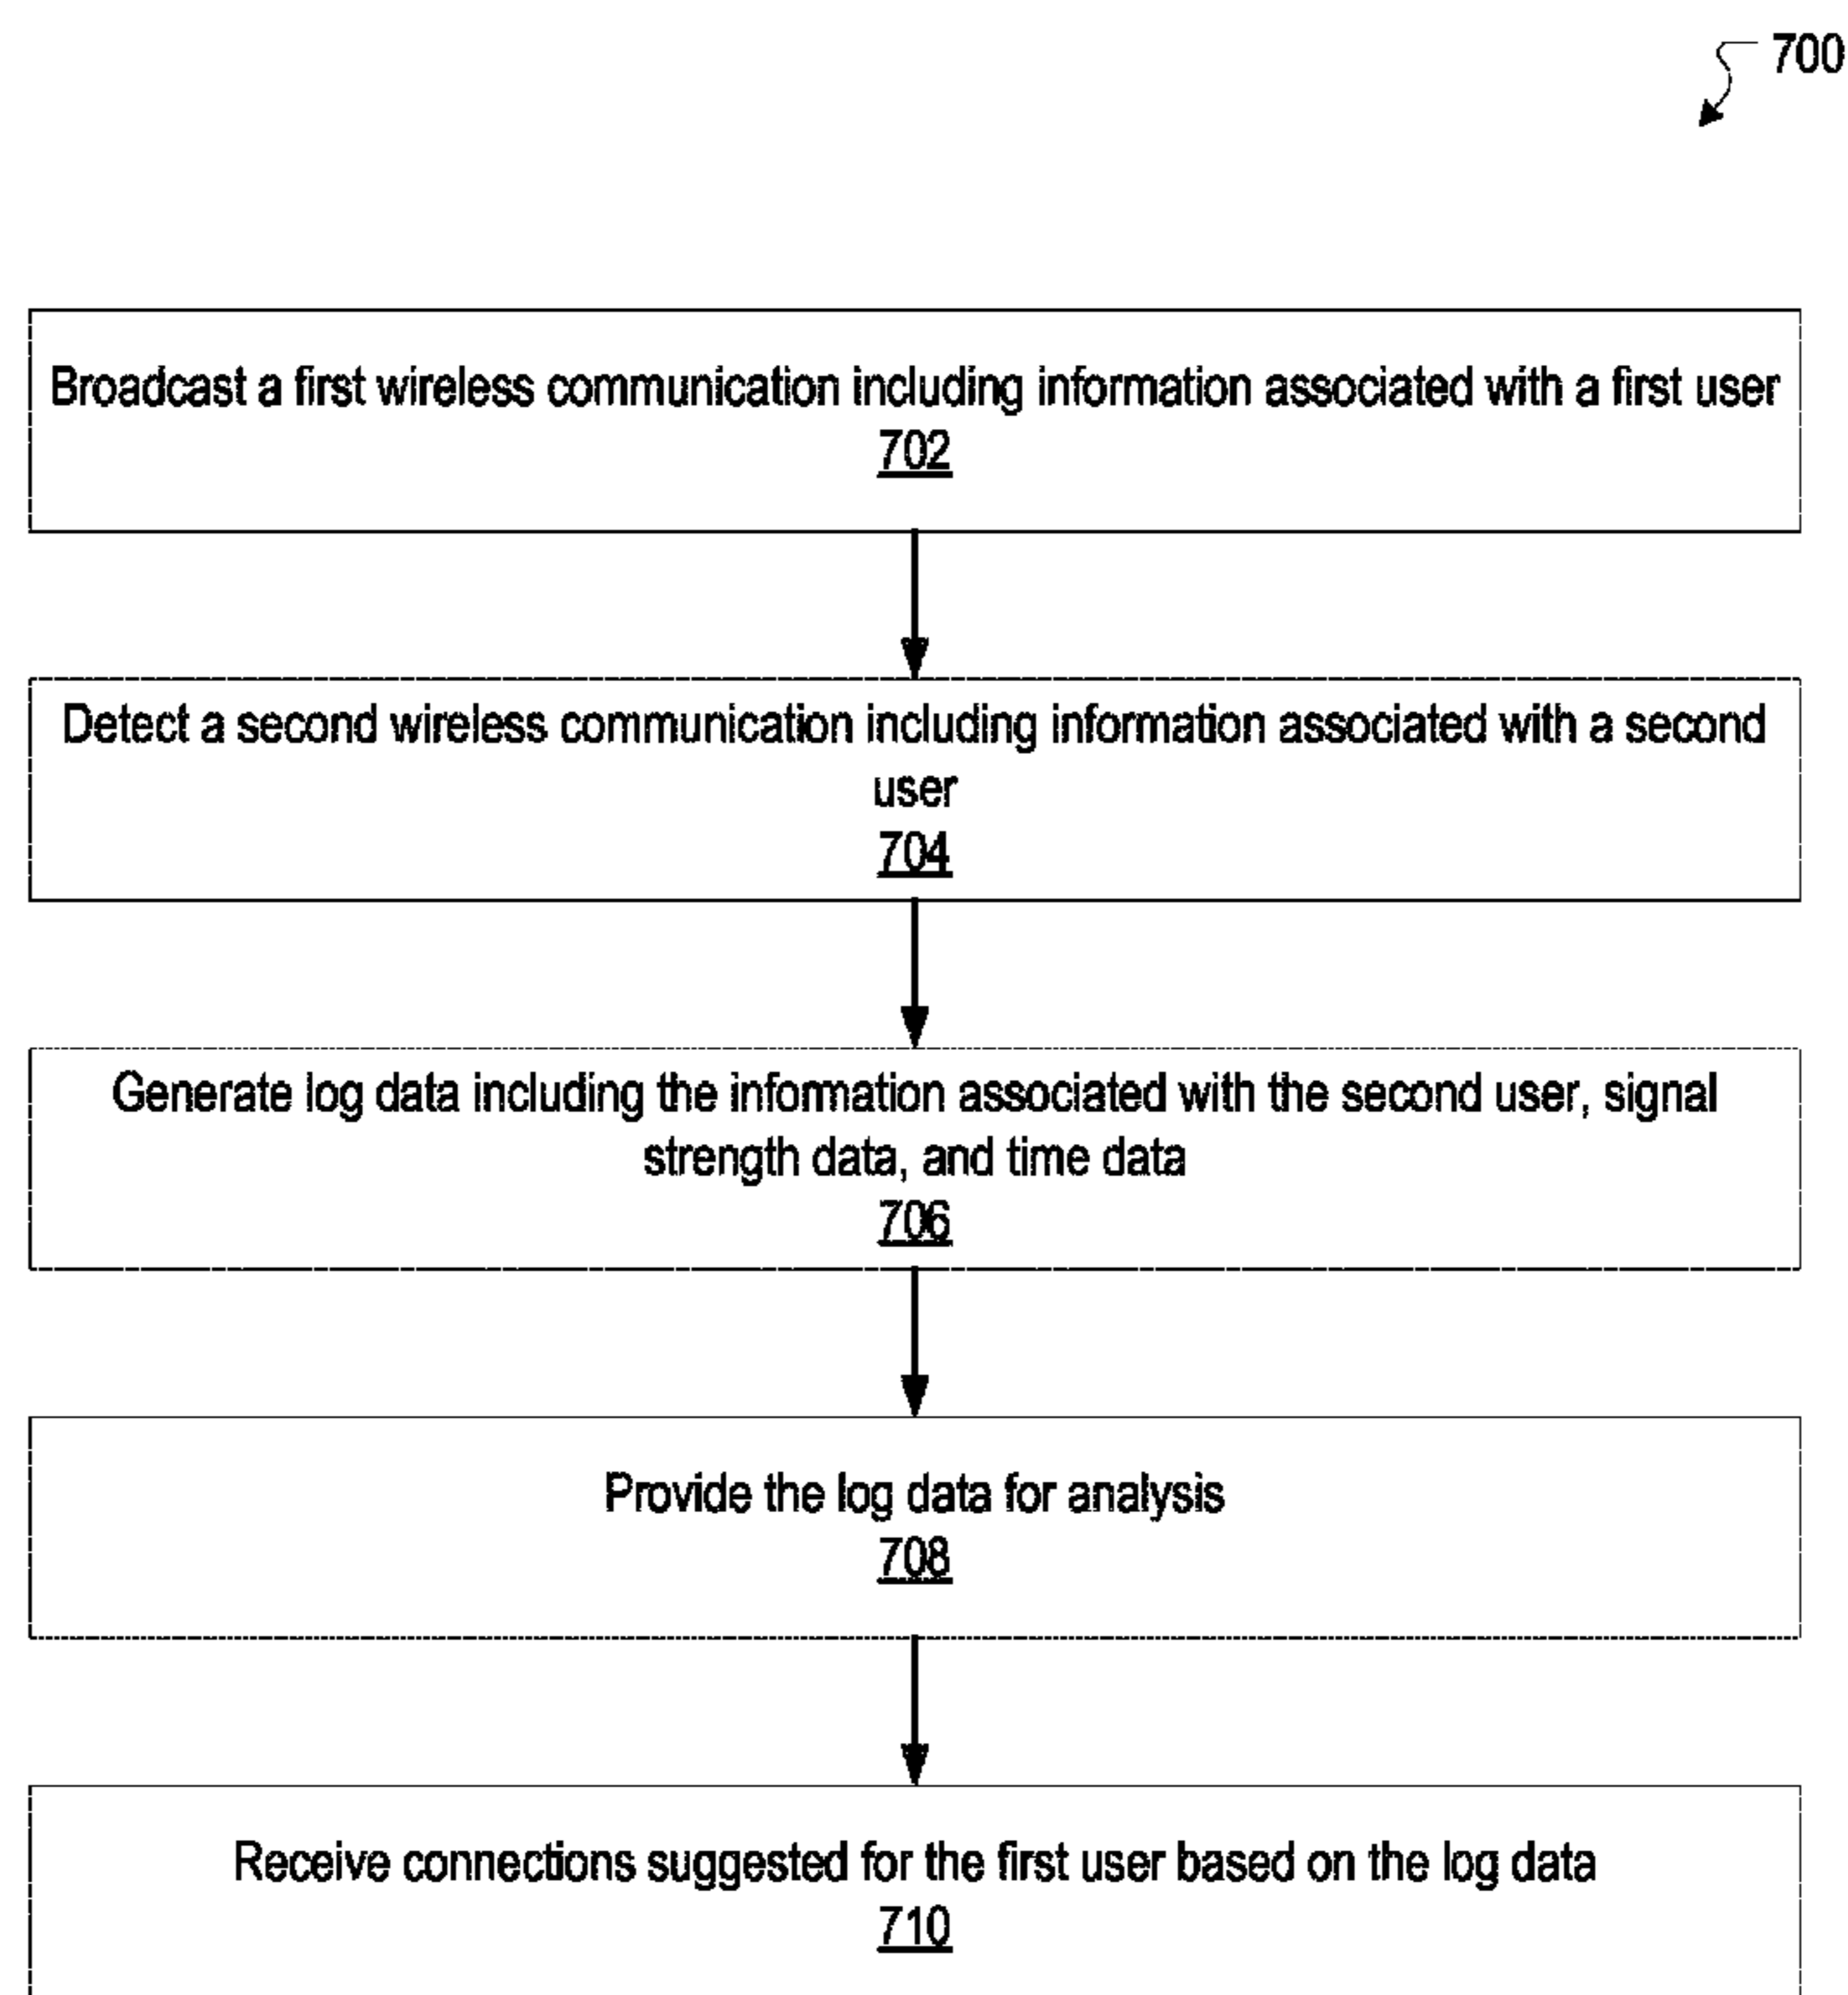 700
Broadcast a first wireless communication including information associated with a first user
702
Detect a second wireless communication including information associated with a second
user
704
Generate log data including the information associated with the second user, signal
strength data, and time data
706
Provide the log data for analysis
708
Receive connections suggested for the first user based on the log data
710